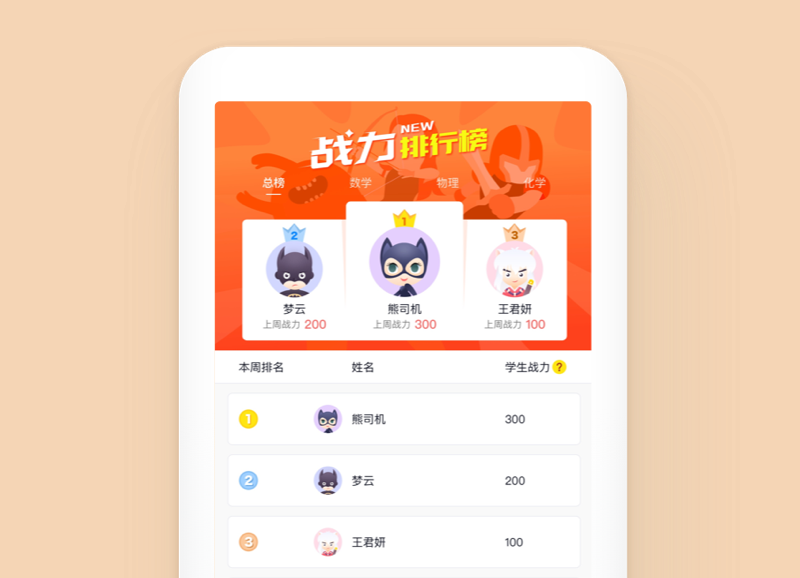 战力 NEW 排行榜
总榜 数学 物理 化学
1
2 3
梦云 熊司机 王君妍
上周战力 200 上周战力 300 上周战力 100
本周排名 姓名 学生战力 ?
1 熊司机 300
2 梦云 200
3 王君妍 100